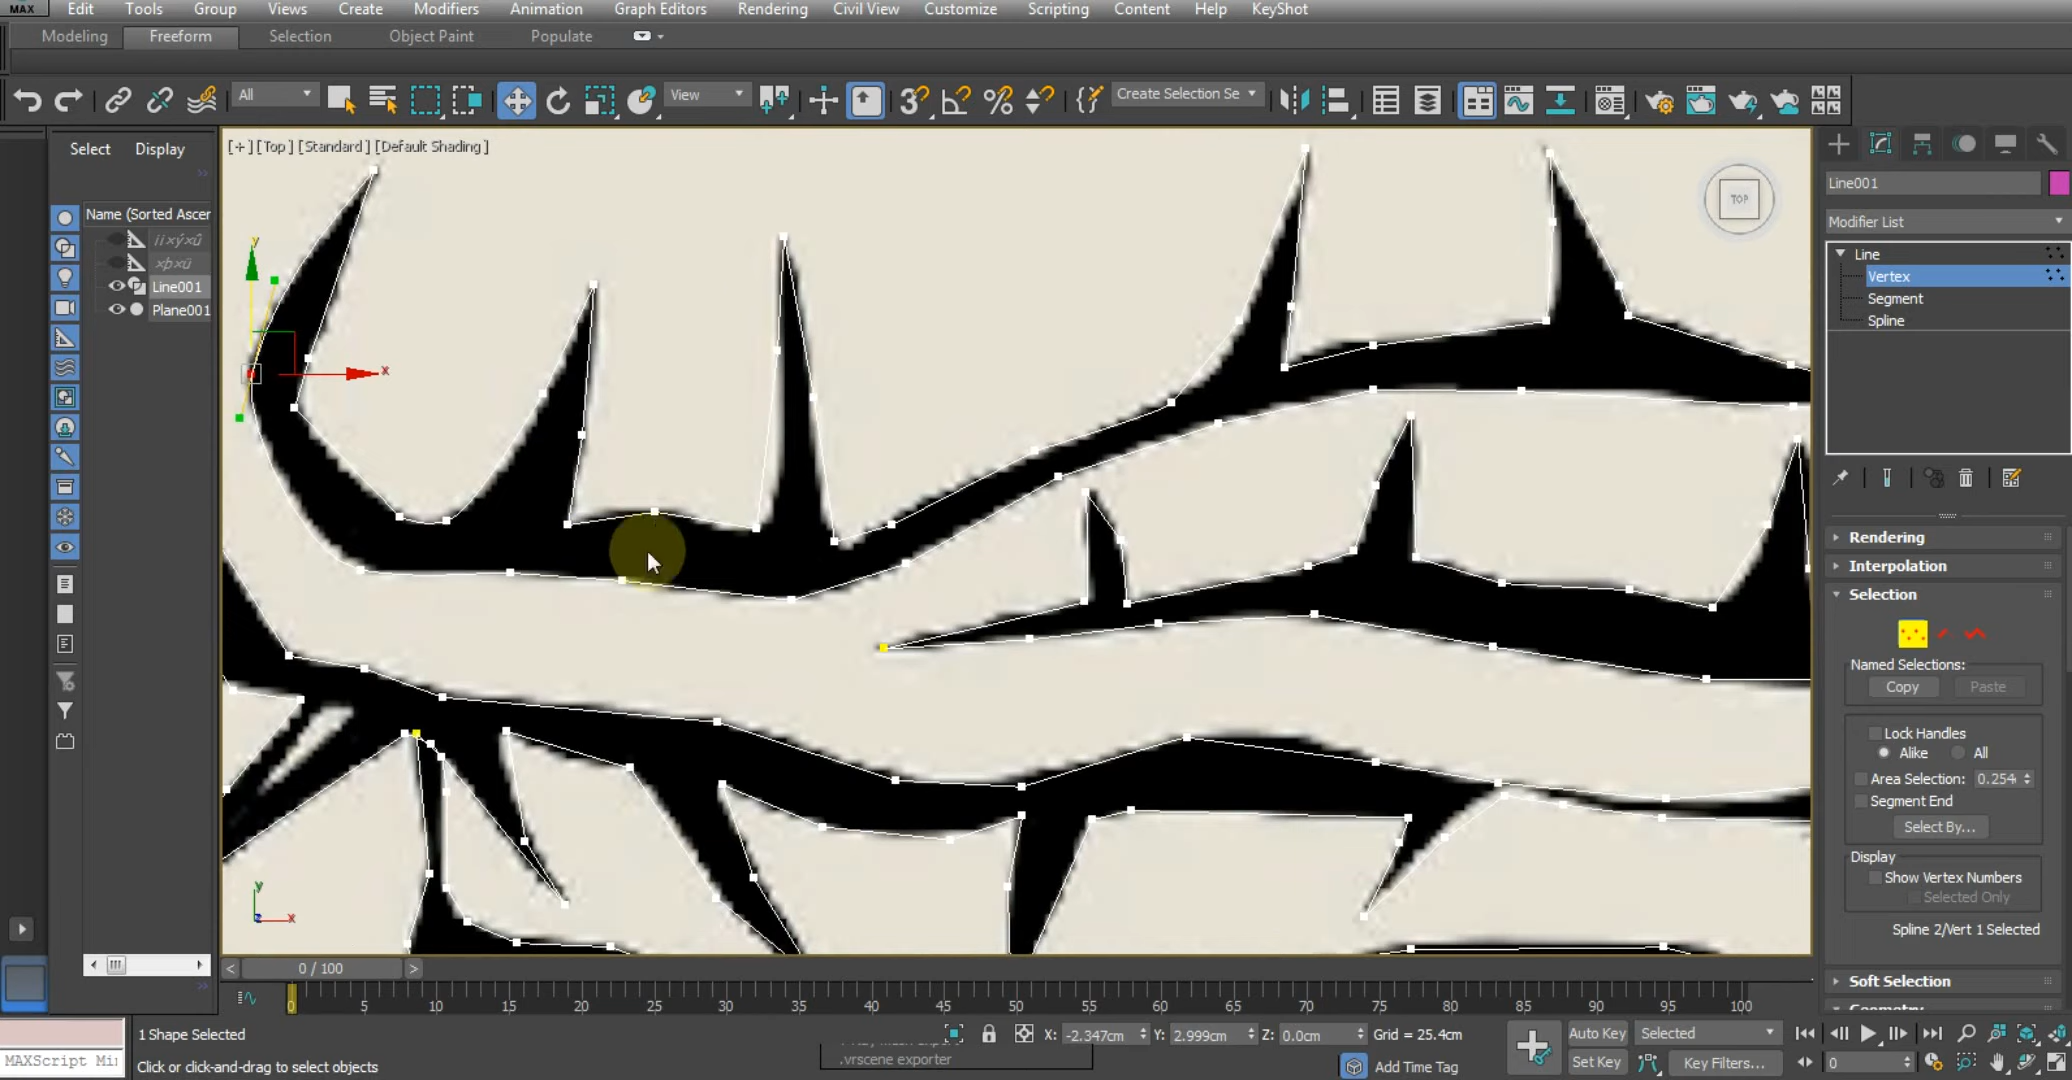 MAX Edit Tools Group Views Create Modifiers Animation Graph Editors Rendering Civil View Customize Scripting Content Help KeyShot
Modeling Freeform Selection Object Paint Populate
All View Create Selection Se
Select Display
[+] [Top] [Standard] [Default Shading]
Name (Sorted Ascer
Line001
Plane001
y
x
TOP
y
x
Line001
Modifier List
Line
Vertex
Segment
Spline
Rendering
Interpolation
Selection
Named Selections:
Copy Paste
Lock Handles
Alike All
Area Selection: 0.254
Segment End
Select By...
Display
Show Vertex Numbers
Selected Only
Spline 2/Vert 1 Selected
Soft Selection
Geometry
< 0 / 100 >
0 5 10 15 20 25 30 35 40 45 50 55 60 65 70 75 80 85 90 95 100
1 Shape Selected X: -2.347cm Y: 2.999cm Z: 0.0cm Grid = 25.4cm Auto Key Selected
MAXScript Mi
Click or click-and-drag to select objects
.vrscene exporter
Add Time Tag Set Key Key Filters... 0